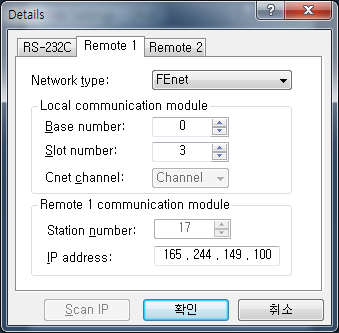 Details
RS-232C Remote 1 Remote 2
Network type: FEnet
Local communication module
Base number: 0
Slot number: 3
Cnet channel: Channel
Remote 1 communication module
Station number: 17
IP address: 165 . 244 . 149 . 100
Scan IP 확인 취소